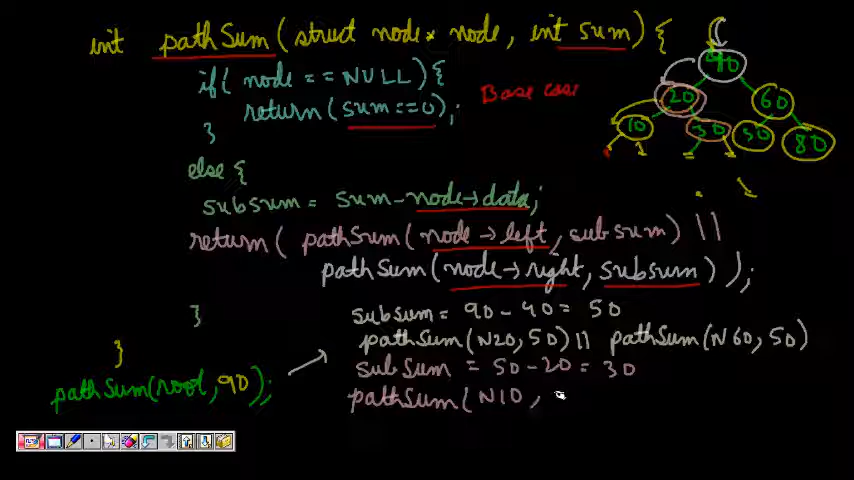 int pathSum( struct node* node, int sum) {
if( node == NULL) {
return( sum==0);
Base case
}
else {
subsum = sum-node->data;
return( pathSum( node->left, subsum) ||
pathSum( node->right, subsum) );
}
}
pathSum(root, 90);
subsum = 90 - 40 = 50
pathSum(N20, 50) || pathSum(N60, 50)
subSum = 50-20 = 30
pathSum( N10 ,
40
20 60
10 30 50 80